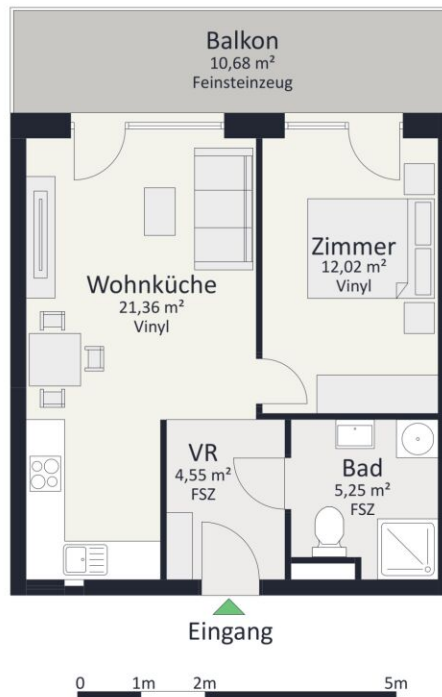 Balkon
10,68 m²
Feinsteinzeug
Zimmer
12,02 m²
Vinyl
Wohnküche
21,36 m²
Vinyl
VR
4,55 m²
FSZ
Bad
5,25 m²
FSZ
Eingang
0 1m 2m 5m